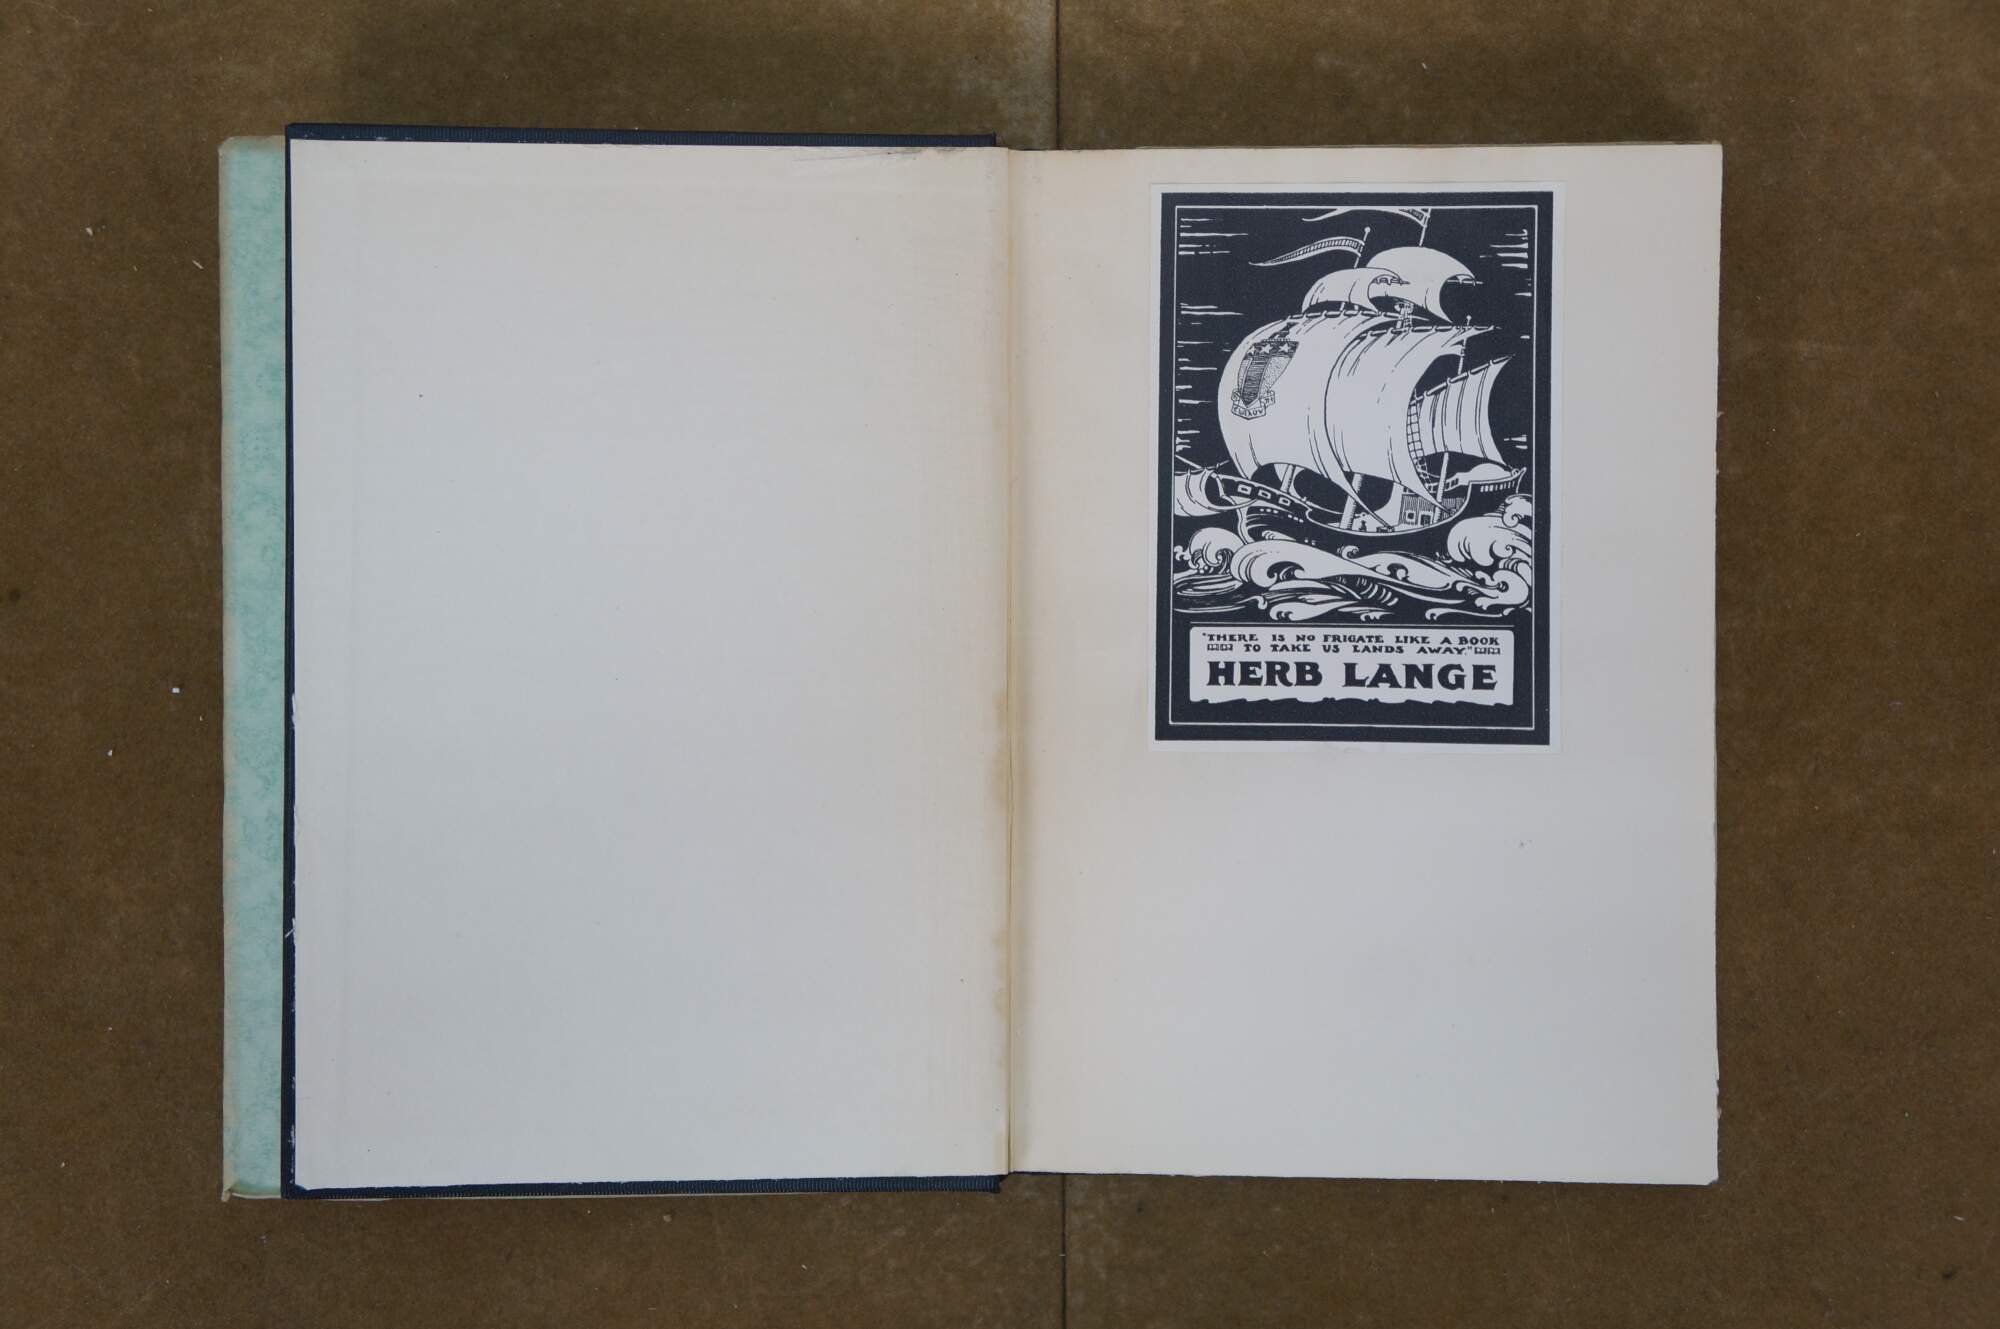 "THERE IS NO FRIGATE LIKE A BOOK
TO TAKE US LANDS AWAY."
HERB LANGE